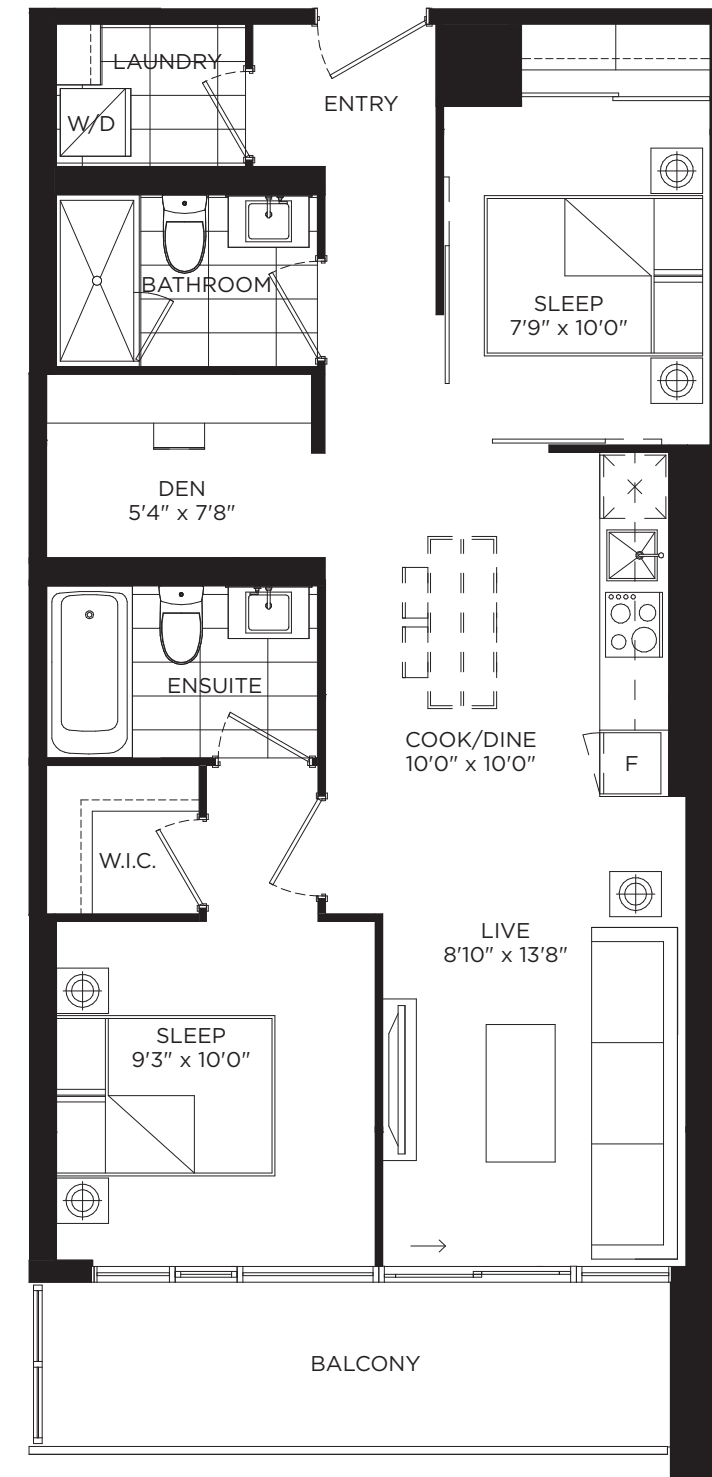 LAUNDRY
W/D
ENTRY
BATHROOM
SLEEP
7'9" x 10'0"
DEN
5'4" x 7'8"
ENSUITE
COOK/DINE
10'0" x 10'0"
F
W.I.C.
LIVE
8'10" x 13'8"
SLEEP
9'3" x 10'0"
BALCONY